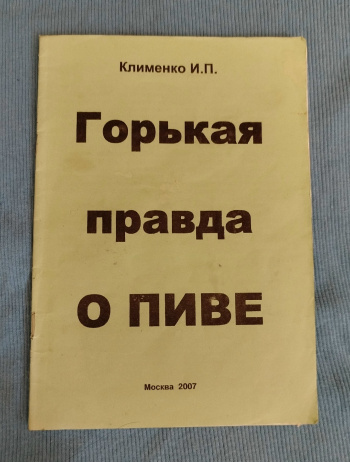 Клименко И.П.
Горькая
правда
О ПИВЕ
Москва 2007